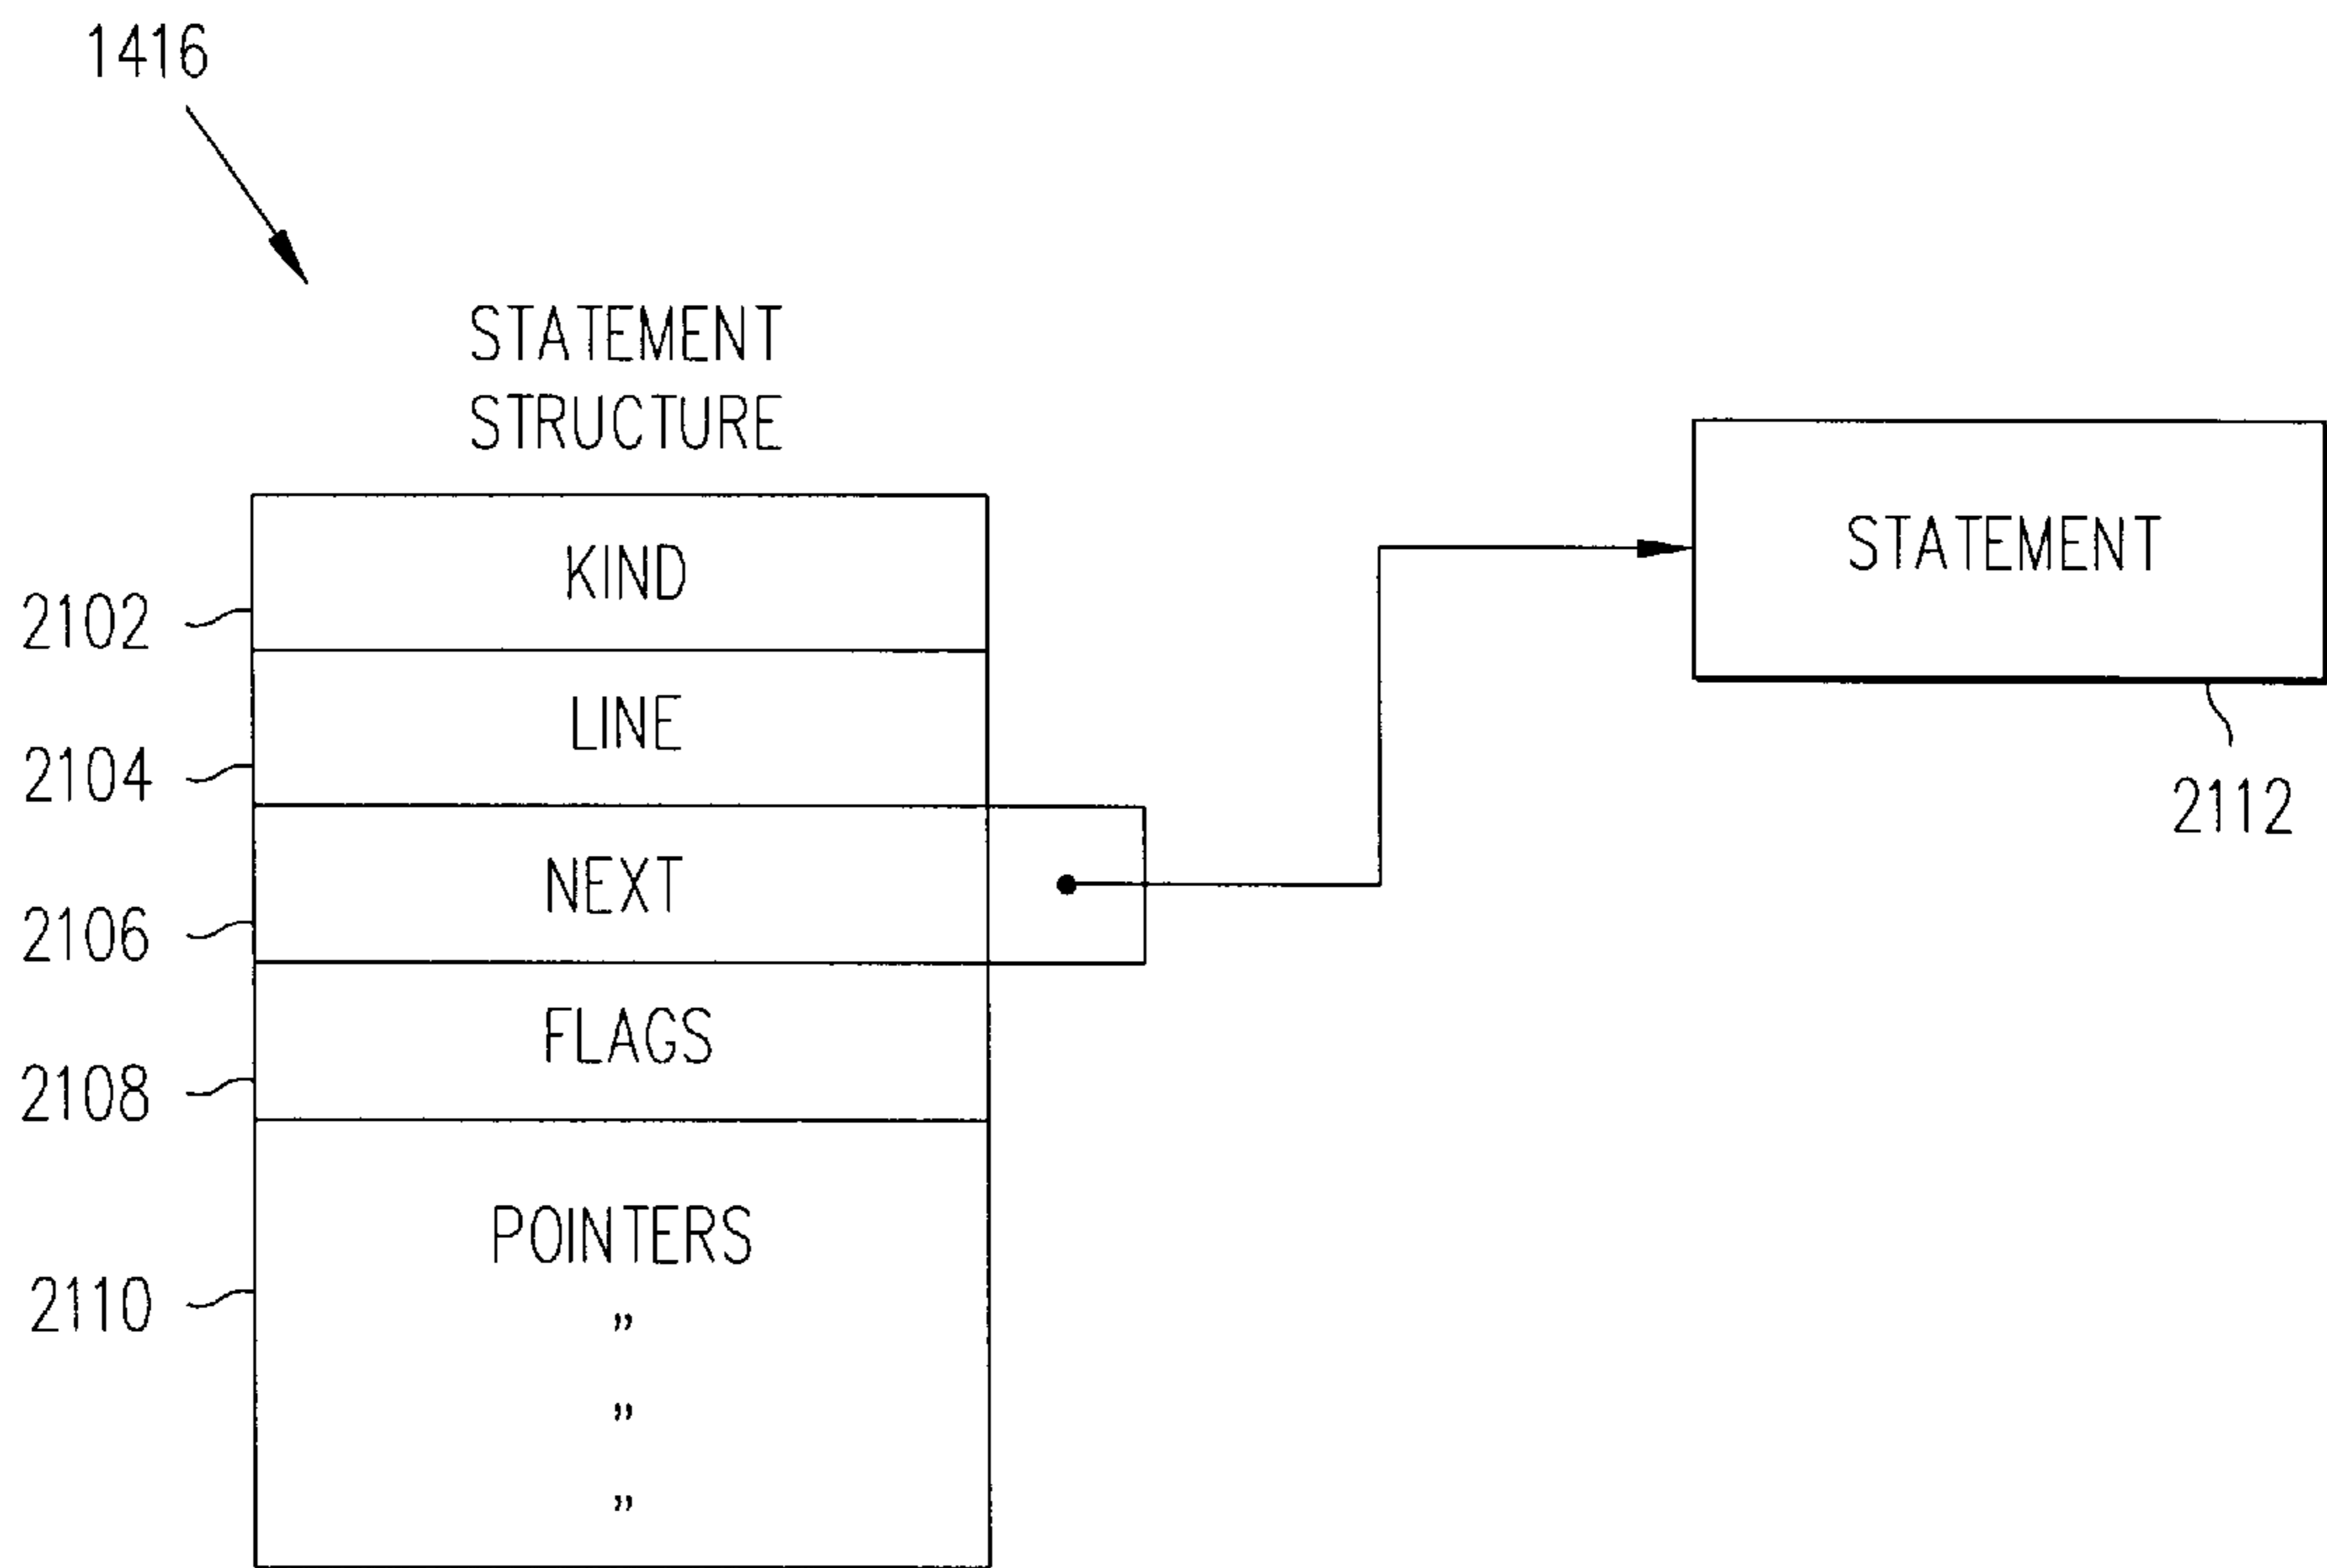 1416
STATEMENT
STRUCTURE
KIND
2102
LINE
2104
NEXT
2106
FLAGS
2108
POINTERS
2110
”
”
”
STATEMENT
2112